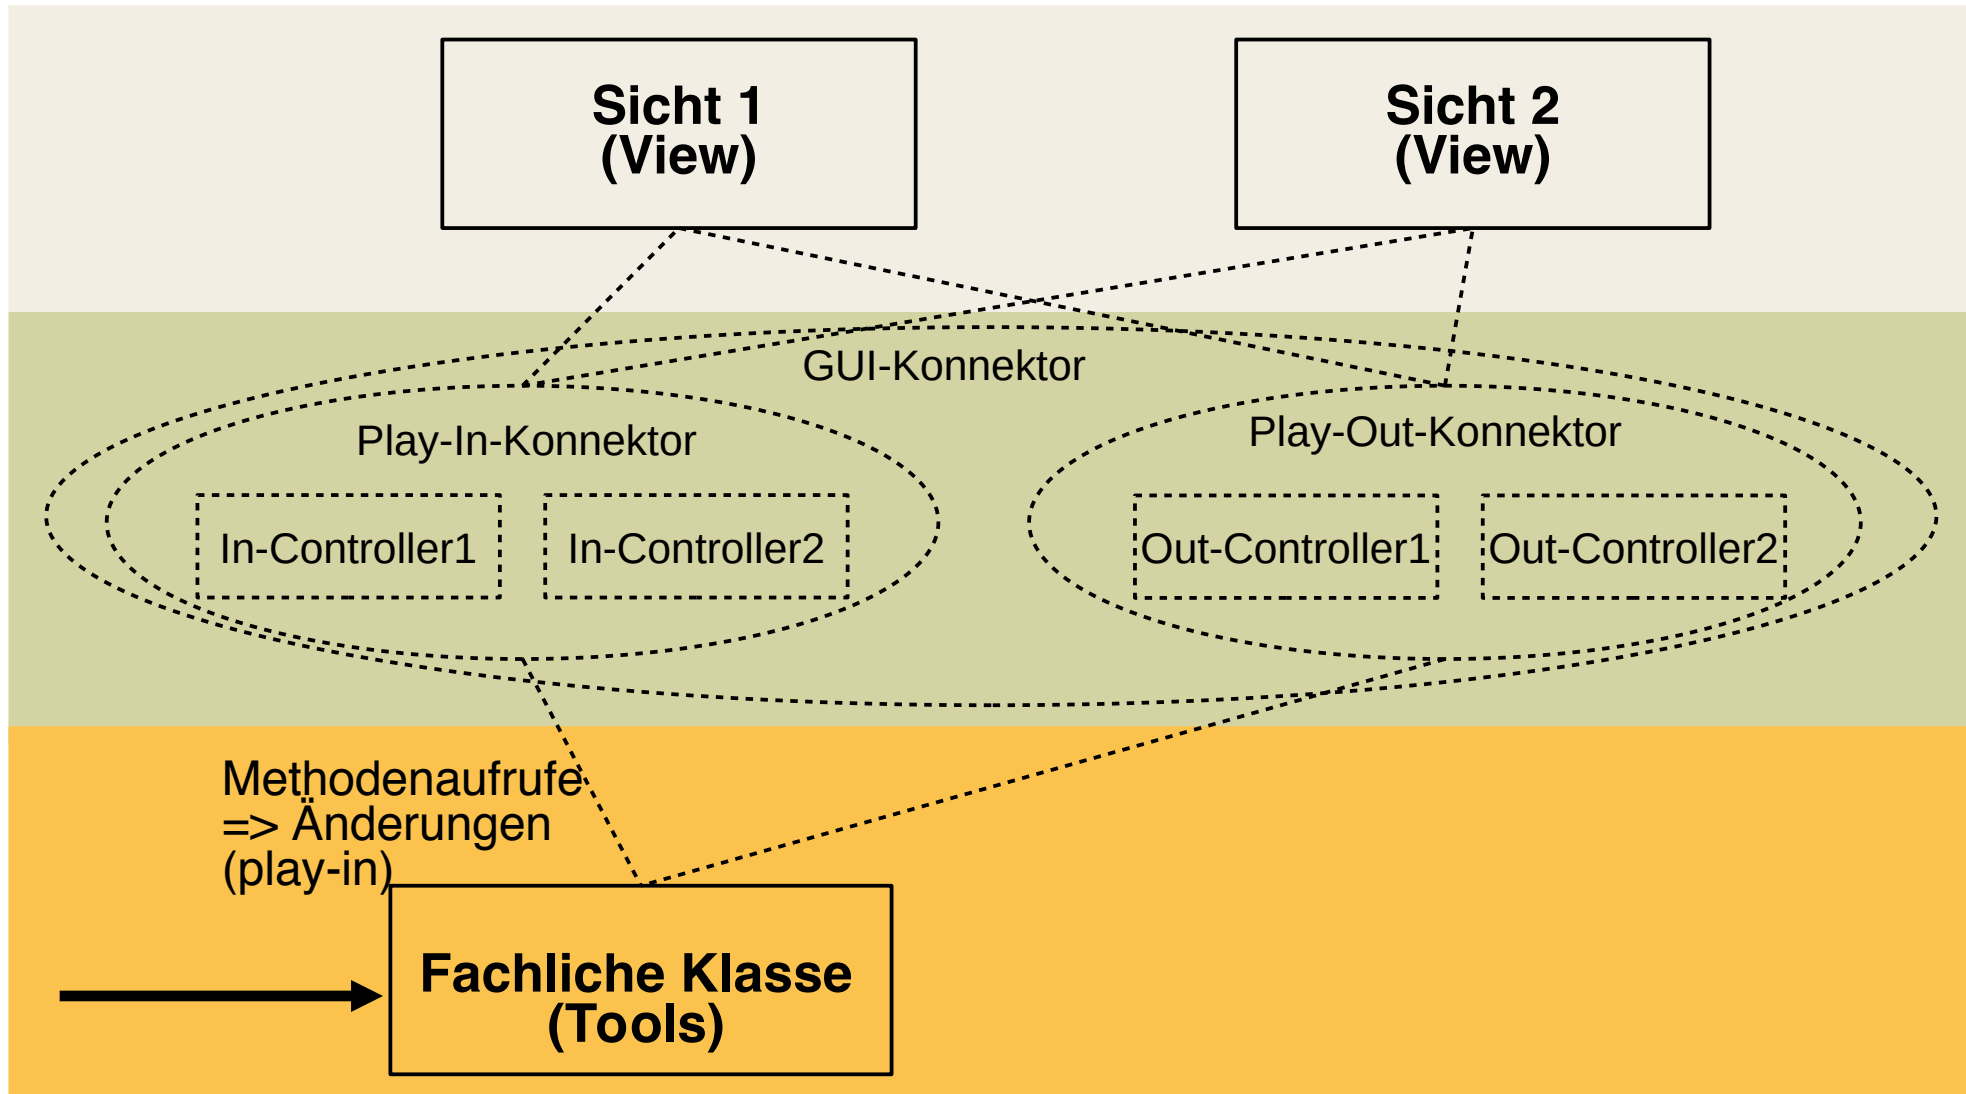 Sicht 1
(View)
Sicht 2
(View)
GUI-Konnektor
Play-In-Konnektor
Play-Out-Konnektor
In-Controller1
In-Controller2
Out-Controller1
Out-Controller2
Methodenaufrufe
=> Änderungen
(play-in)
Fachliche Klasse
(Tools)